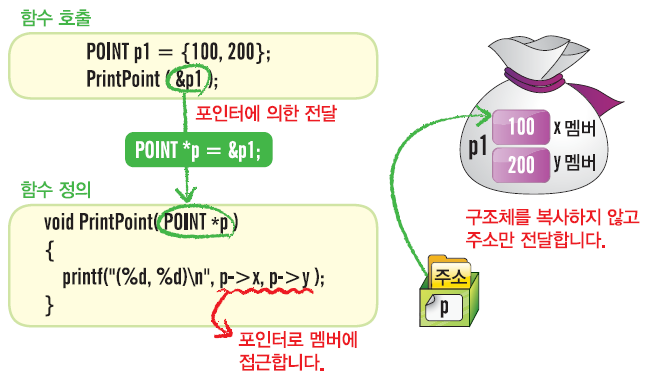 함수 호출
POINT p1 = {100, 200};
PrintPoint (&p1);
포인터에 의한 전달
POINT *p = &p1;
함수 정의
void PrintPoint( POINT *p )
{
printf("(%d, %d)\n", p->x, p->y );
}
포인터로 멤버에
접근합니다.
p1
100 x 멤버
200 y 멤버
구조체를 복사하지 않고
주소만 전달합니다.
주소
p